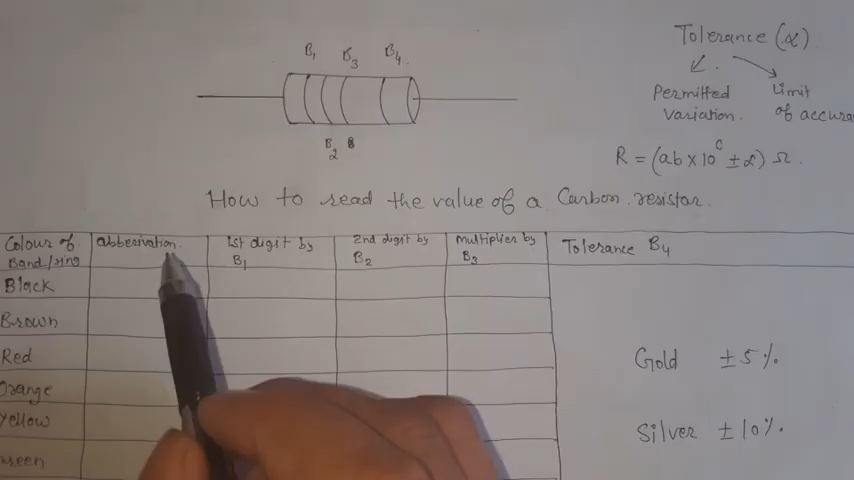 B1 B3 B4
B2 B
Tolerance (α)
Permitted variation.
Limit of accura
R = (ab × 10^c ± α) Ω.
How to read the value of a Carbon resistor.
Colour of Band/ring
abberivation.
1st digit by B1
2nd digit by B2
multiplier by B3
Tolerance B4
Black
Brown
Red
Orange
Yellow
reen
Gold ±5%
Silver ±10%